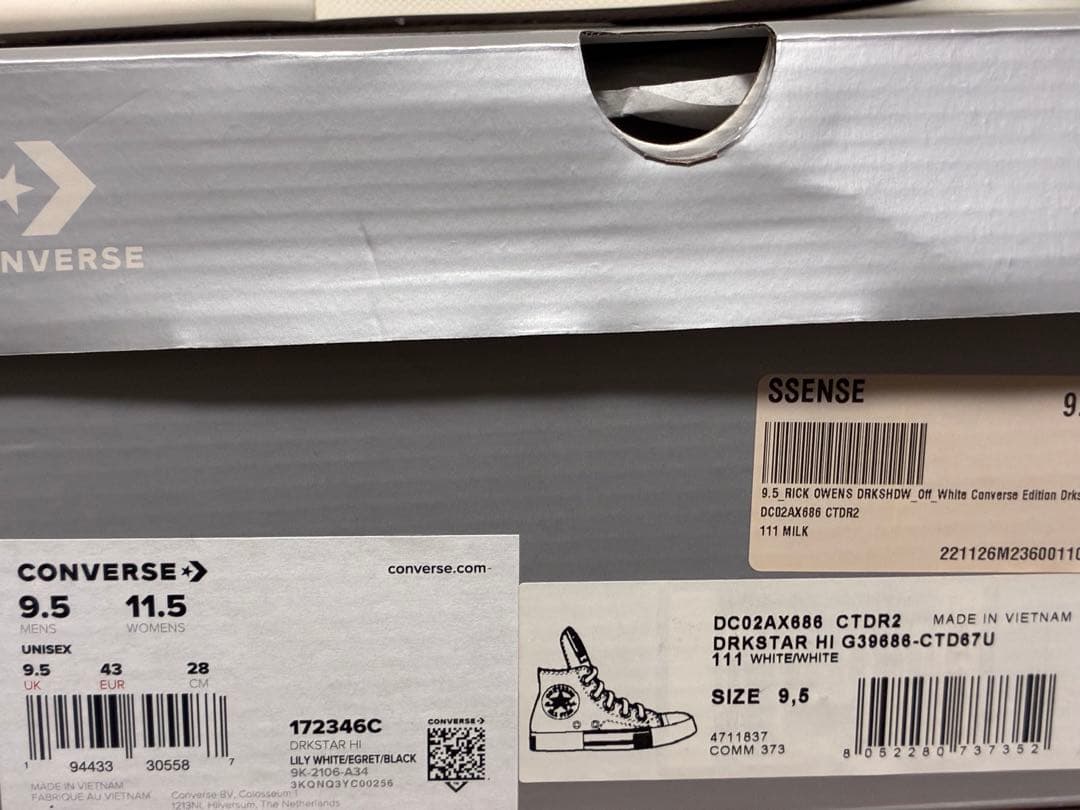 NVERSE
SSENSE
9.
9.5_RICK OWENS DRKSHDW_Off_White Converse Edition Drks
DC02AX686 CTDR2
111 MILK
221126M23600110
CONVERSE
converse.com
9.5 11.5
MENS WOMENS
UNISEX
9.5 43 28
UK EUR CM
1 94433 30558 7
MADE IN VIETNAM
FABRIQUE AU VIETNAM
172346C
DRKSTAR HI
LILY WHITE/EGRET/BLACK
9K-2106-A34
3KQNQ3YC00256
CONVERSE
Converse BV, Colosseum 1
1213NL Hilversum, The Netherlands
DC02AX686 CTDR2 MADE IN VIETNAM
DRKSTAR HI G39686-CTD67U
111 WHITE/WHITE
SIZE 9,5
4711837
COMM 373
8 052280 737352